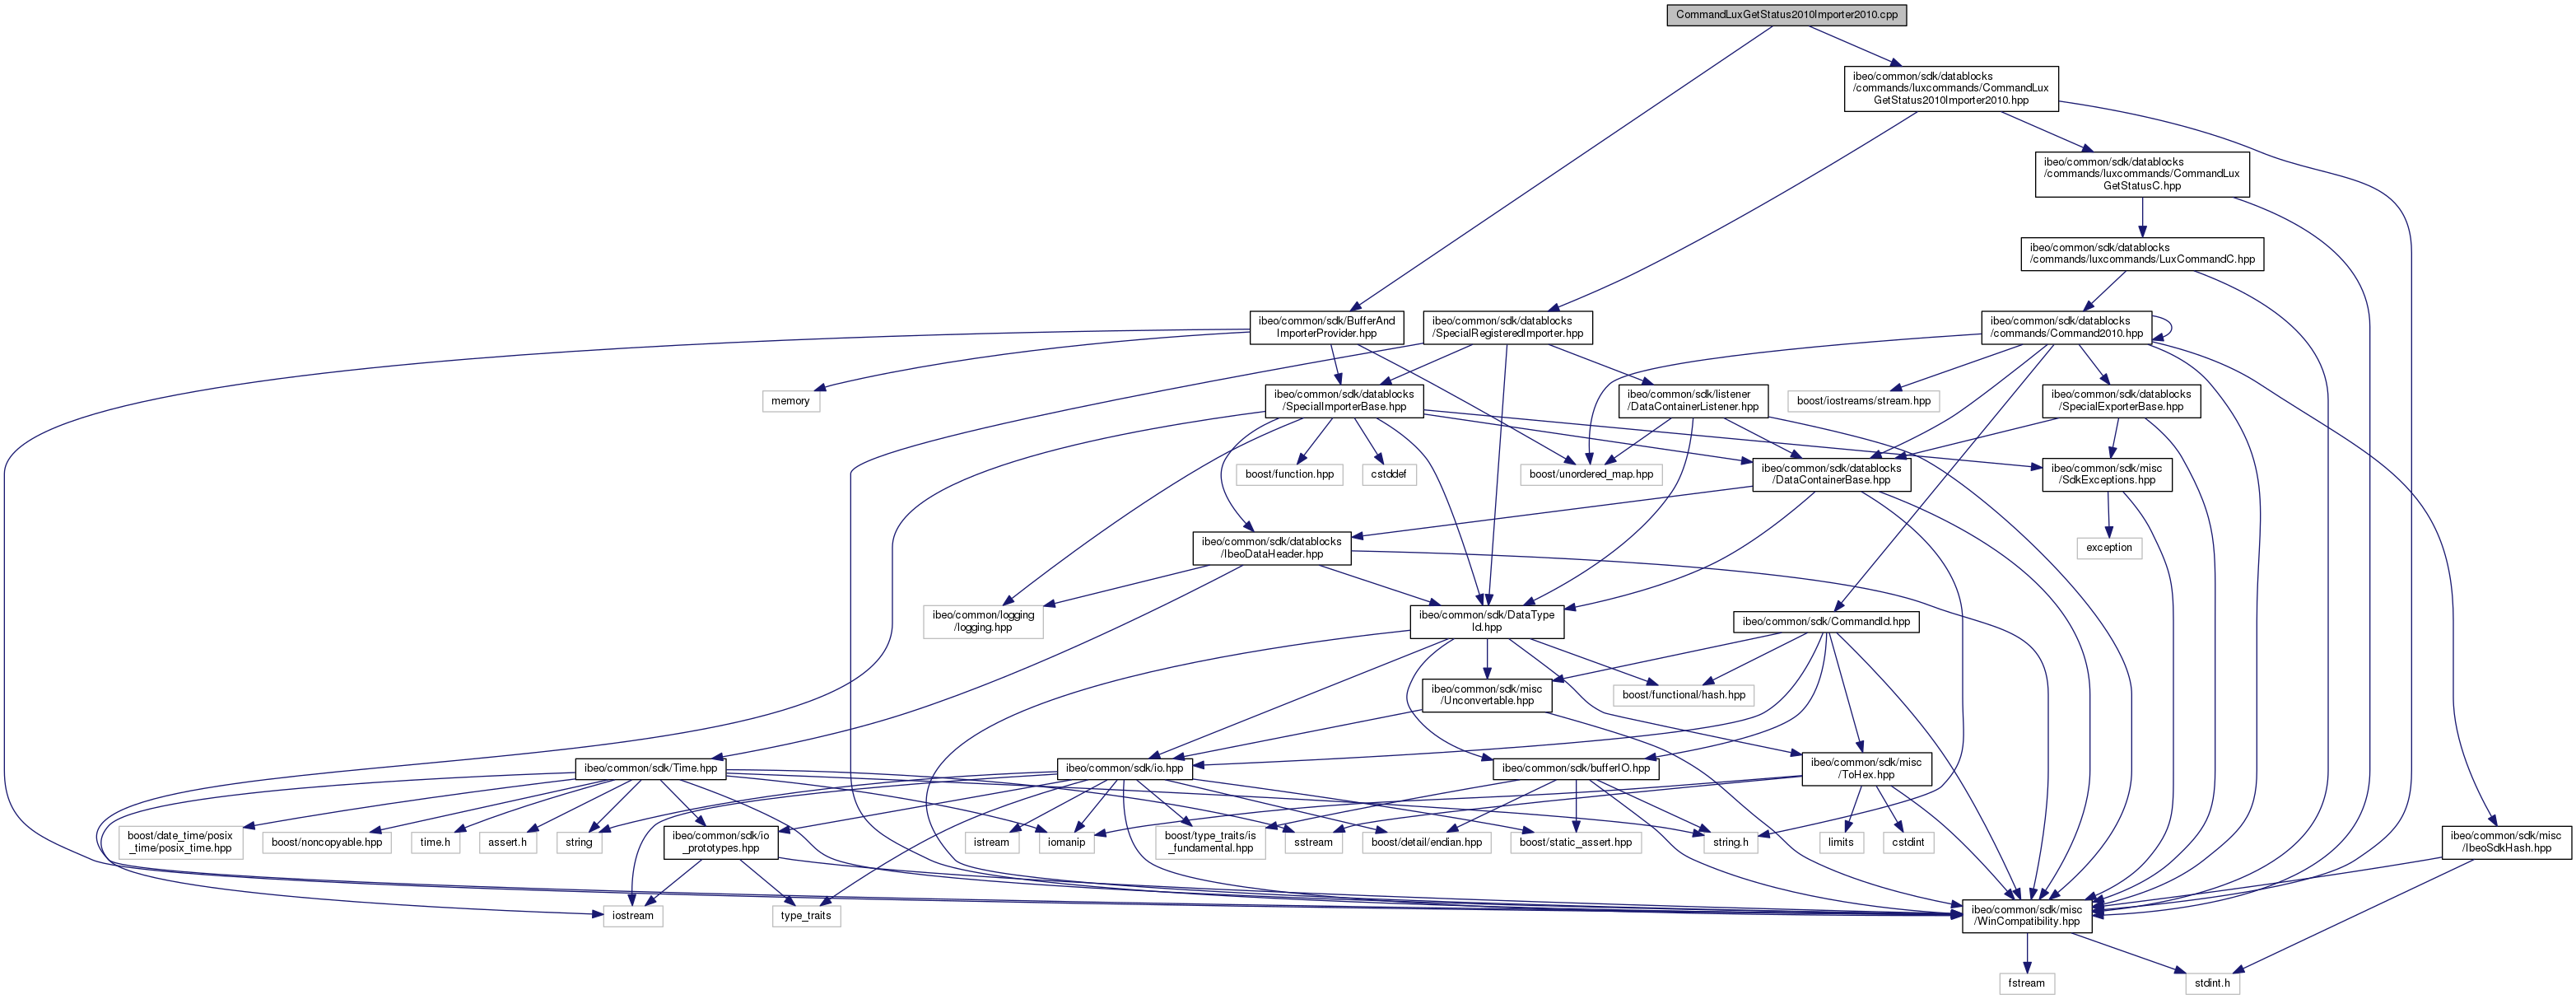 CommandLuxGetStatus2010Importer2010.cpp
ibeo/common/sdk/datablocks
/commands/luxcommands/CommandLux
GetStatus2010Importer2010.hpp
ibeo/common/sdk/datablocks
/commands/luxcommands/CommandLux
GetStatusC.hpp
ibeo/common/sdk/datablocks
/commands/luxcommands/LuxCommandC.hpp
ibeo/common/sdk/BufferAnd
ImporterProvider.hpp
ibeo/common/sdk/datablocks
/SpecialRegisteredImporter.hpp
ibeo/common/sdk/datablocks
/commands/Command2010.hpp
memory
ibeo/common/sdk/datablocks
/SpecialImporterBase.hpp
ibeo/common/sdk/listener
/DataContainerListener.hpp
boost/iostreams/stream.hpp
ibeo/common/sdk/datablocks
/SpecialExporterBase.hpp
boost/function.hpp
cstddef
boost/unordered_map.hpp
ibeo/common/sdk/datablocks
/DataContainerBase.hpp
ibeo/common/sdk/misc
/SdkExceptions.hpp
ibeo/common/sdk/datablocks
/IbeoDataHeader.hpp
exception
ibeo/common/logging
/logging.hpp
ibeo/common/sdk/DataType
Id.hpp
ibeo/common/sdk/CommandId.hpp
ibeo/common/sdk/misc
/Unconvertable.hpp
boost/functional/hash.hpp
ibeo/common/sdk/Time.hpp
ibeo/common/sdk/io.hpp
ibeo/common/sdk/bufferIO.hpp
ibeo/common/sdk/misc
/ToHex.hpp
boost/date_time/posix
_time/posix_time.hpp
boost/noncopyable.hpp
time.h
assert.h
string
ibeo/common/sdk/io
_prototypes.hpp
istream
iomanip
boost/type_traits/is
_fundamental.hpp
sstream
boost/detail/endian.hpp
boost/static_assert.hpp
string.h
limits
cstdint
ibeo/common/sdk/misc
/IbeoSdkHash.hpp
iostream
type_traits
ibeo/common/sdk/misc
/WinCompatibility.hpp
fstream
stdint.h